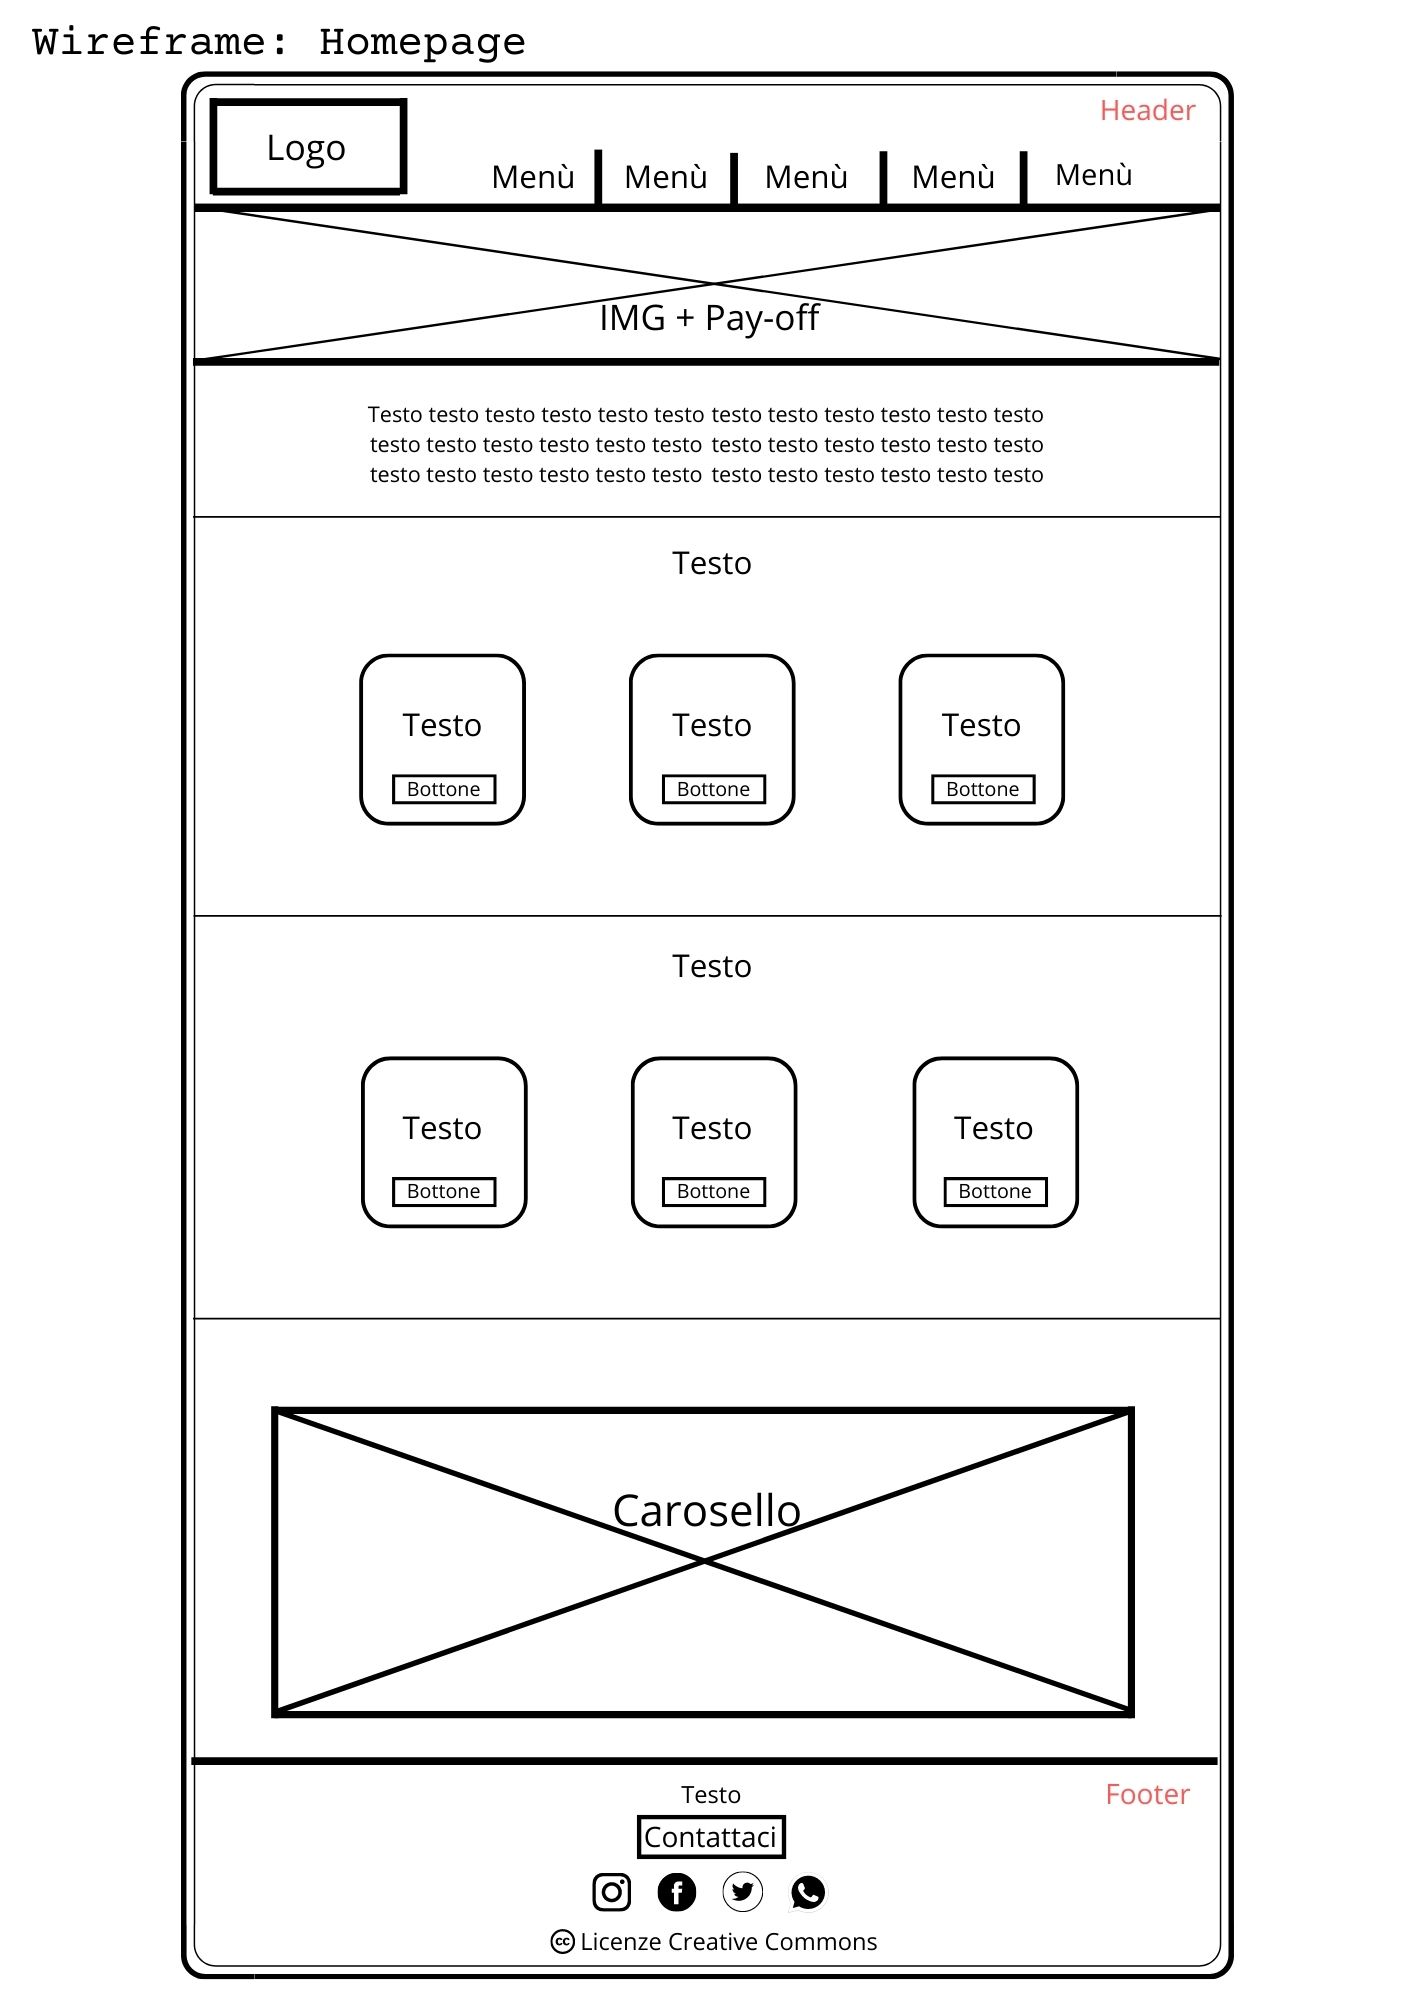 Wireframe: Homepage
Header
Logo
Menù Menù Menù Menù Menù
IMG + Pay-off
Testo testo testo testo testo testo testo testo testo testo testo testo
testo testo testo testo testo testo testo testo testo testo testo testo
testo testo testo testo testo testo testo testo testo testo testo testo
Testo
Testo Testo Testo
Bottone Bottone Bottone
Testo
Testo Testo Testo
Bottone Bottone Bottone
Carosello
Testo
Footer
Contattaci
cc Licenze Creative Commons